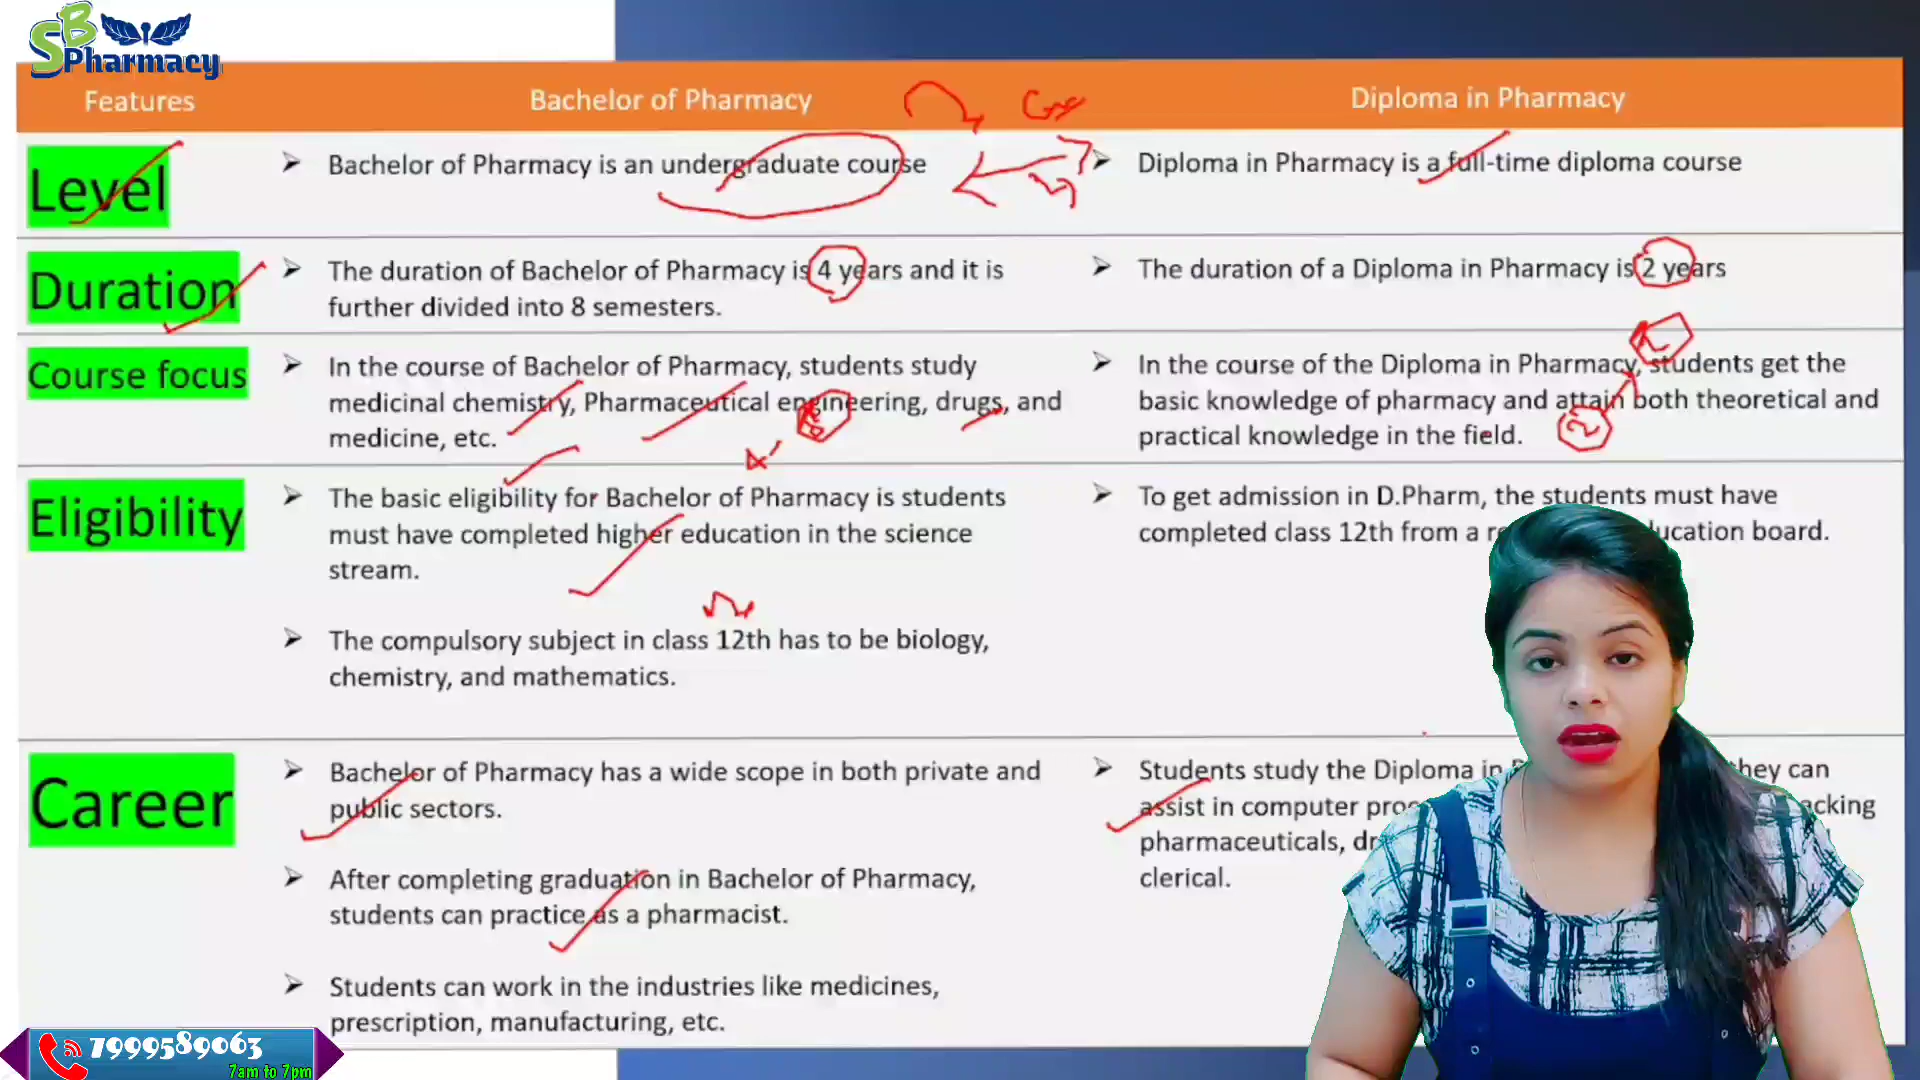 SB Pharmacy
Features Bachelor of Pharmacy Diploma in Pharmacy
Level
Bachelor of Pharmacy is an undergraduate course
Diploma in Pharmacy is a full-time diploma course
Duration
The duration of Bachelor of Pharmacy is 4 years and it is
further divided into 8 semesters.
The duration of a Diploma in Pharmacy is 2 years
Course focus
In the course of Bachelor of Pharmacy, students study
medicinal chemistry, Pharmaceutical engineering, drugs, and
medicine, etc.
In the course of the Diploma in Pharmacy, students get the
basic knowledge of pharmacy and attain both theoretical and
practical knowledge in the field.
2
Eligibility
The basic eligibility for Bachelor of Pharmacy is students
must have completed higher education in the science
stream.
The compulsory subject in class 12th has to be biology,
chemistry, and mathematics.
To get admission in D.Pharm, the students must have
completed class 12th from a education board.
Career
Bachelor of Pharmacy has a wide scope in both private and
public sectors.
After completing graduation in Bachelor of Pharmacy,
students can practice as a pharmacist.
Students can work in the industries like medicines,
prescription, manufacturing, etc.
Students study the Diploma in they can
assist in computer
pharmaceuticals,
clerical.
7999589063
7am to 7pm